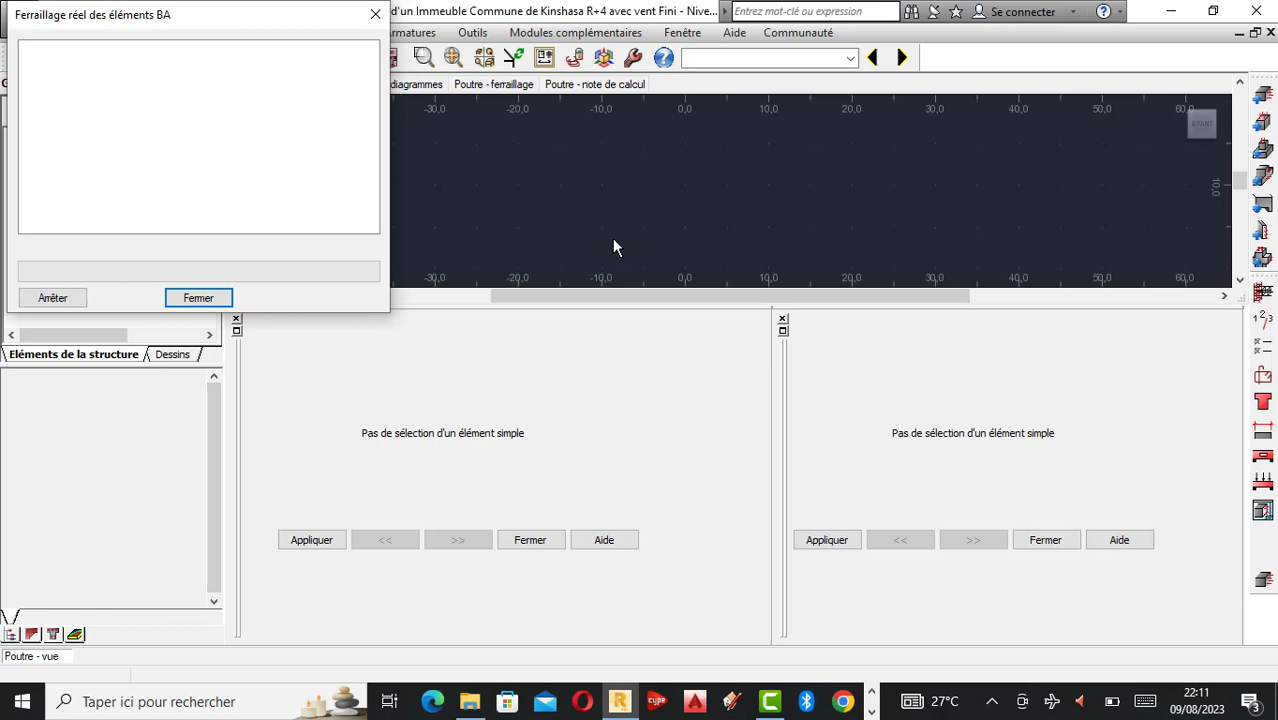 Ferraillage réel des éléments BA
d'un Immeuble Commune de Kinshasa R+4 avec vent Fini - Nive...
Entrez mot-clé ou expression
Se connecter
Outils
Modules complémentaires
Fenêtre
Aide
Communauté
Poutre - ferraillage
Poutre - note de calcul
-30,0
-20,0
-10,0
0,0
10,0
20,0
30,0
40,0
50,0
60,0
AVANT
10,0
-30,0
-20,0
-10,0
0,0
10,0
20,0
30,0
40,0
50,0
60,0
Arrêter
Fermer
Eléments de la structure
Dessins
Pas de sélection d'un élément simple
Pas de sélection d'un élément simple
Appliquer
<<
>>
Fermer
Aide
Appliquer
<<
>>
Fermer
Aide
Poutre - vue
Taper ici pour rechercher
27°C
22:11
09/08/2023